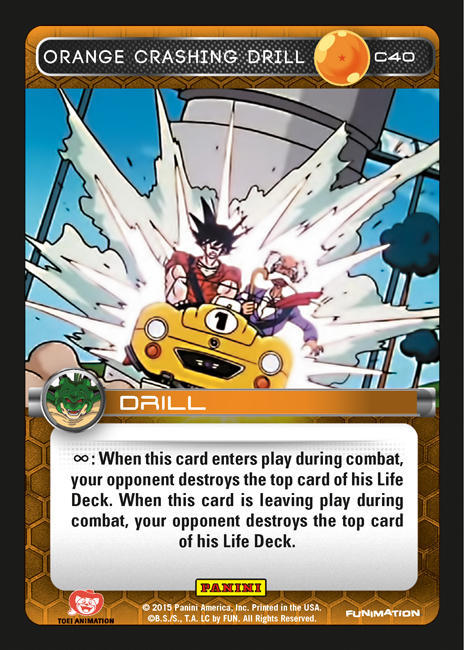 ORANGE CRASHING DRILL C40
1
DRILL
∞: When this card enters play during combat,
your opponent destroys the top card of his Life
Deck. When this card is leaving play during
combat, your opponent destroys the top card
of his Life Deck.
PANINI
TOEI ANIMATION
© 2015 Panini America, Inc. Printed in the USA.
©B.S./S., T.A. LC by FUN. All Rights Reserved.
FUNIMATION